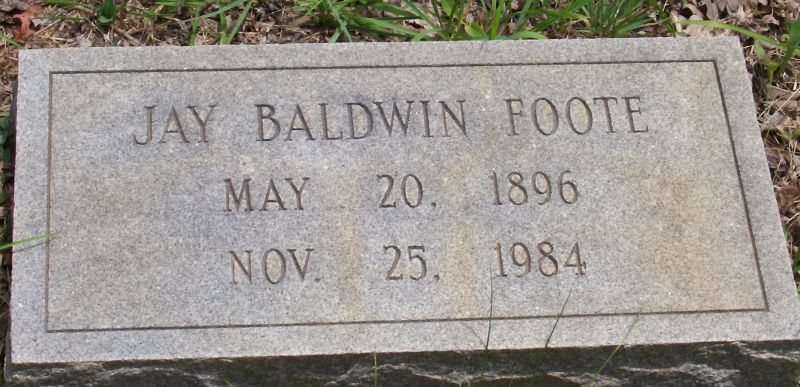 JAY BALDWIN FOOTE
MAY 20, 1896
NOV. 25, 1984